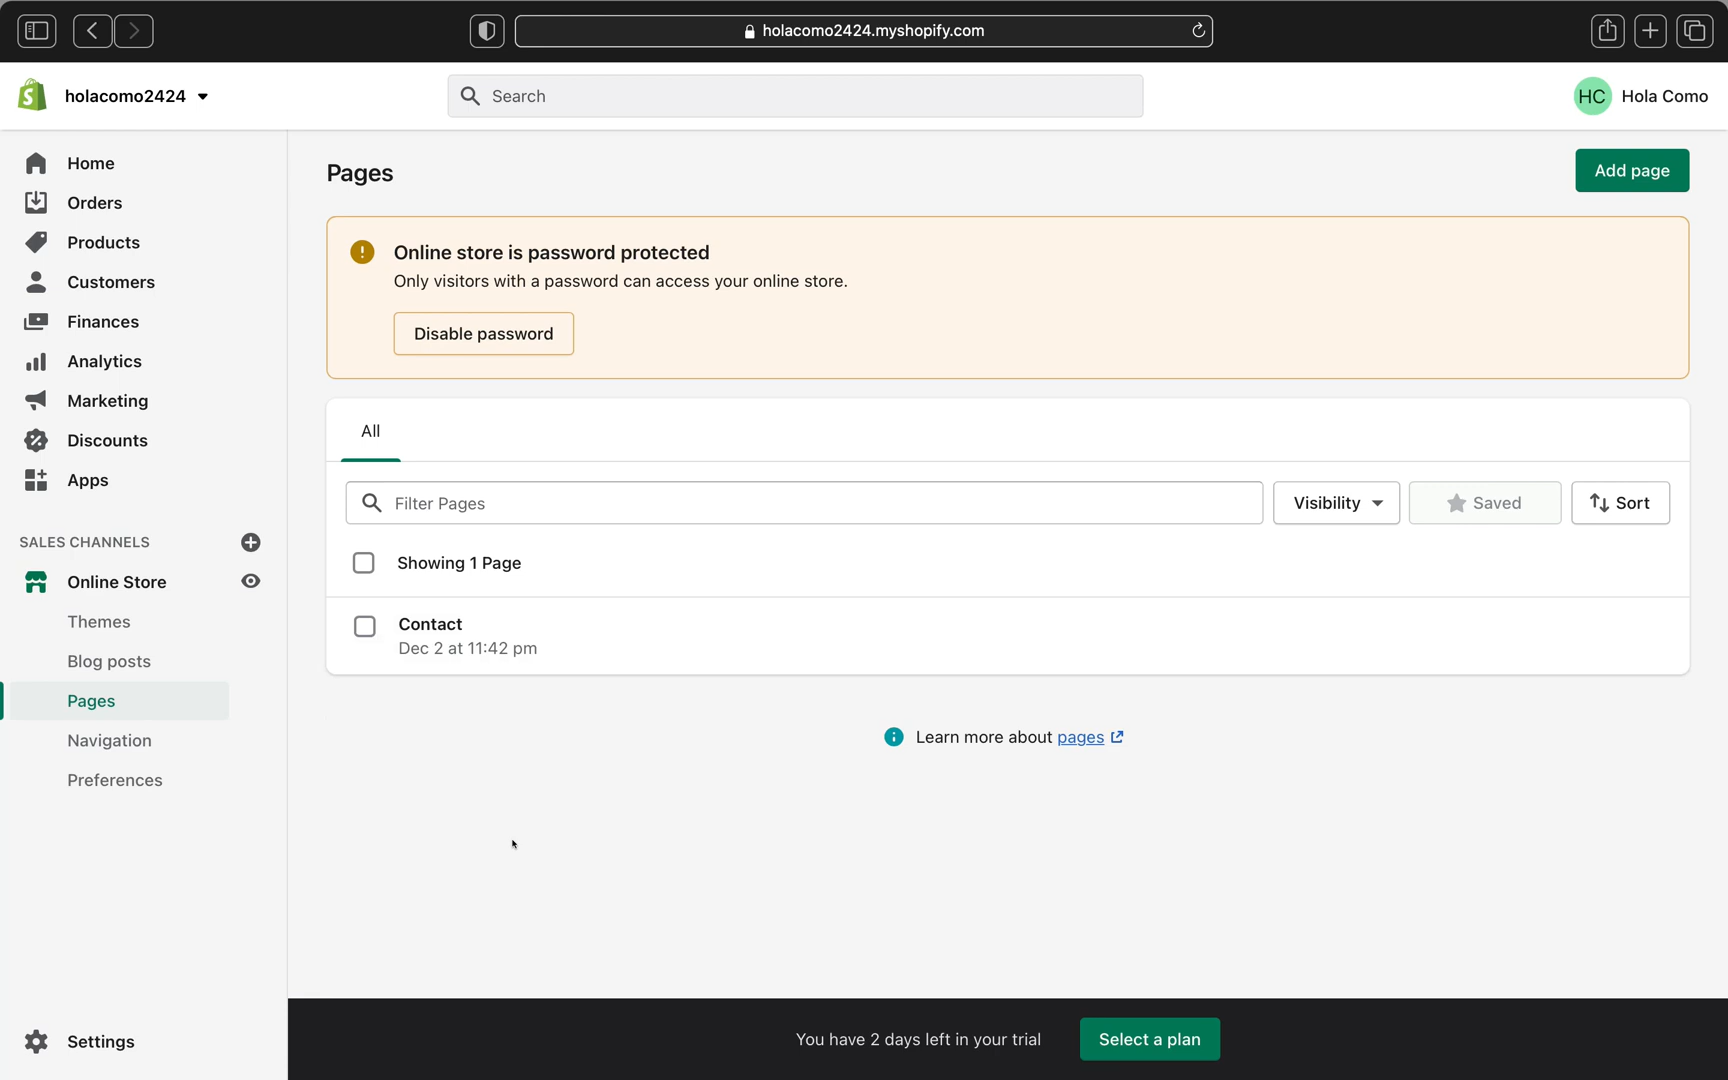 holacomo2424.myshopify.com
holacomo2424
Search
HC
Hola Como
Home
Orders
Products
Customers
Finances
Analytics
Marketing
Discounts
Apps
SALES CHANNELS
Online Store
Themes
Blog posts
Pages
Navigation
Preferences
Settings
Pages
Add page
Online store is password protected
Only visitors with a password can access your online store.
Disable password
All
Filter Pages
Visibility
Saved
Sort
Showing 1 Page
Contact
Dec 2 at 11:42 pm
Learn more about pages
You have 2 days left in your trial
Select a plan